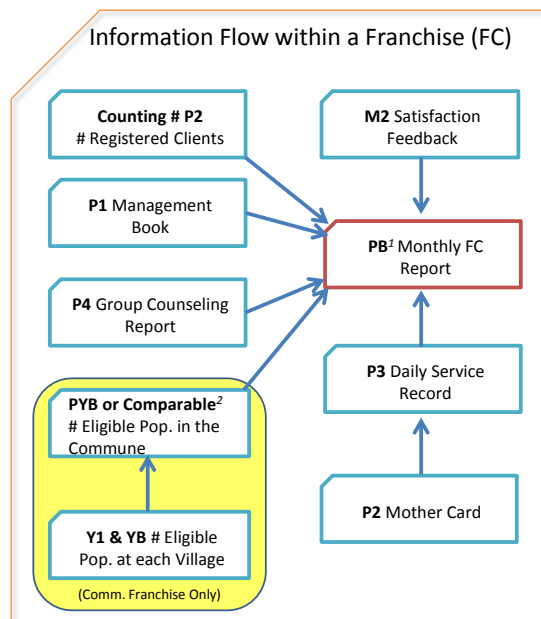 Information Flow within a Franchise (FC)
Counting # P2
# Registered Clients
M2 Satisfaction
Feedback
P1 Management
Book
PB¹ Monthly FC
Report
P4 Group Counseling
Report
P3 Daily Service
Record
PYB or Comparable²
# Eligible Pop. in the
Commune
P2 Mother Card
Y1 & YB # Eligible
Pop. at each Village
(Comm. Franchise Only)